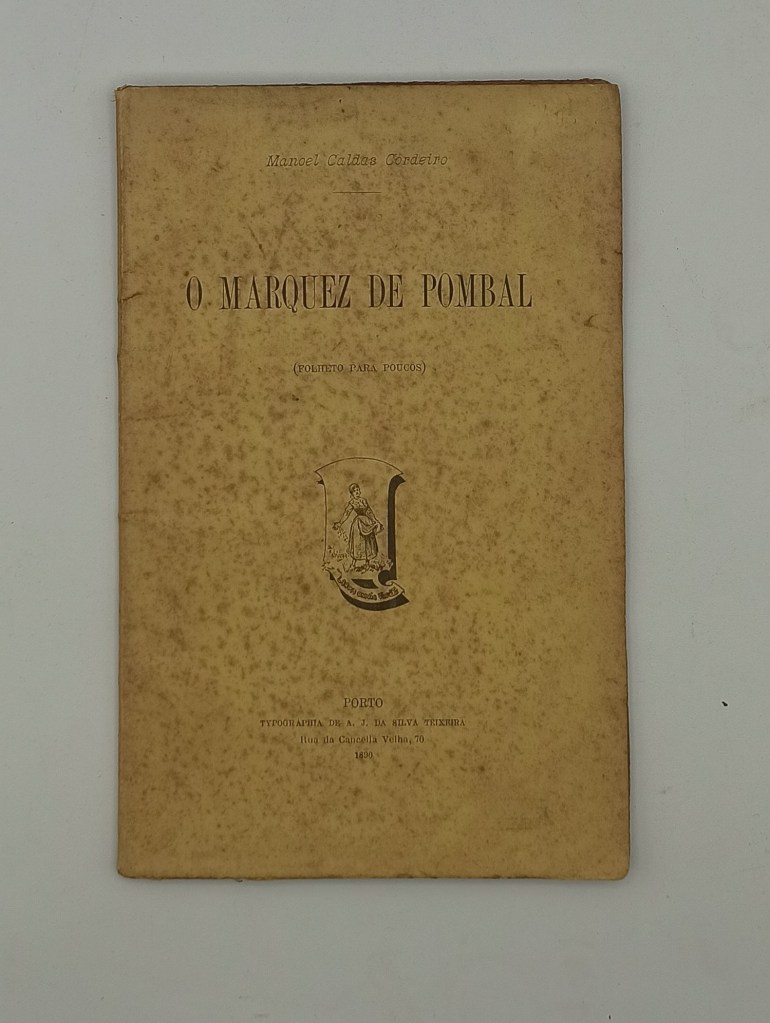 Manoel Caldas Cordeiro
O MARQUEZ DE POMBAL
(FOLHETO PARA POUCOS)
PORTO
TYPOGRAPHIA DE A. J. DA SILVA TEIXEIRA
Rua da Cancella Velha, 70
1890